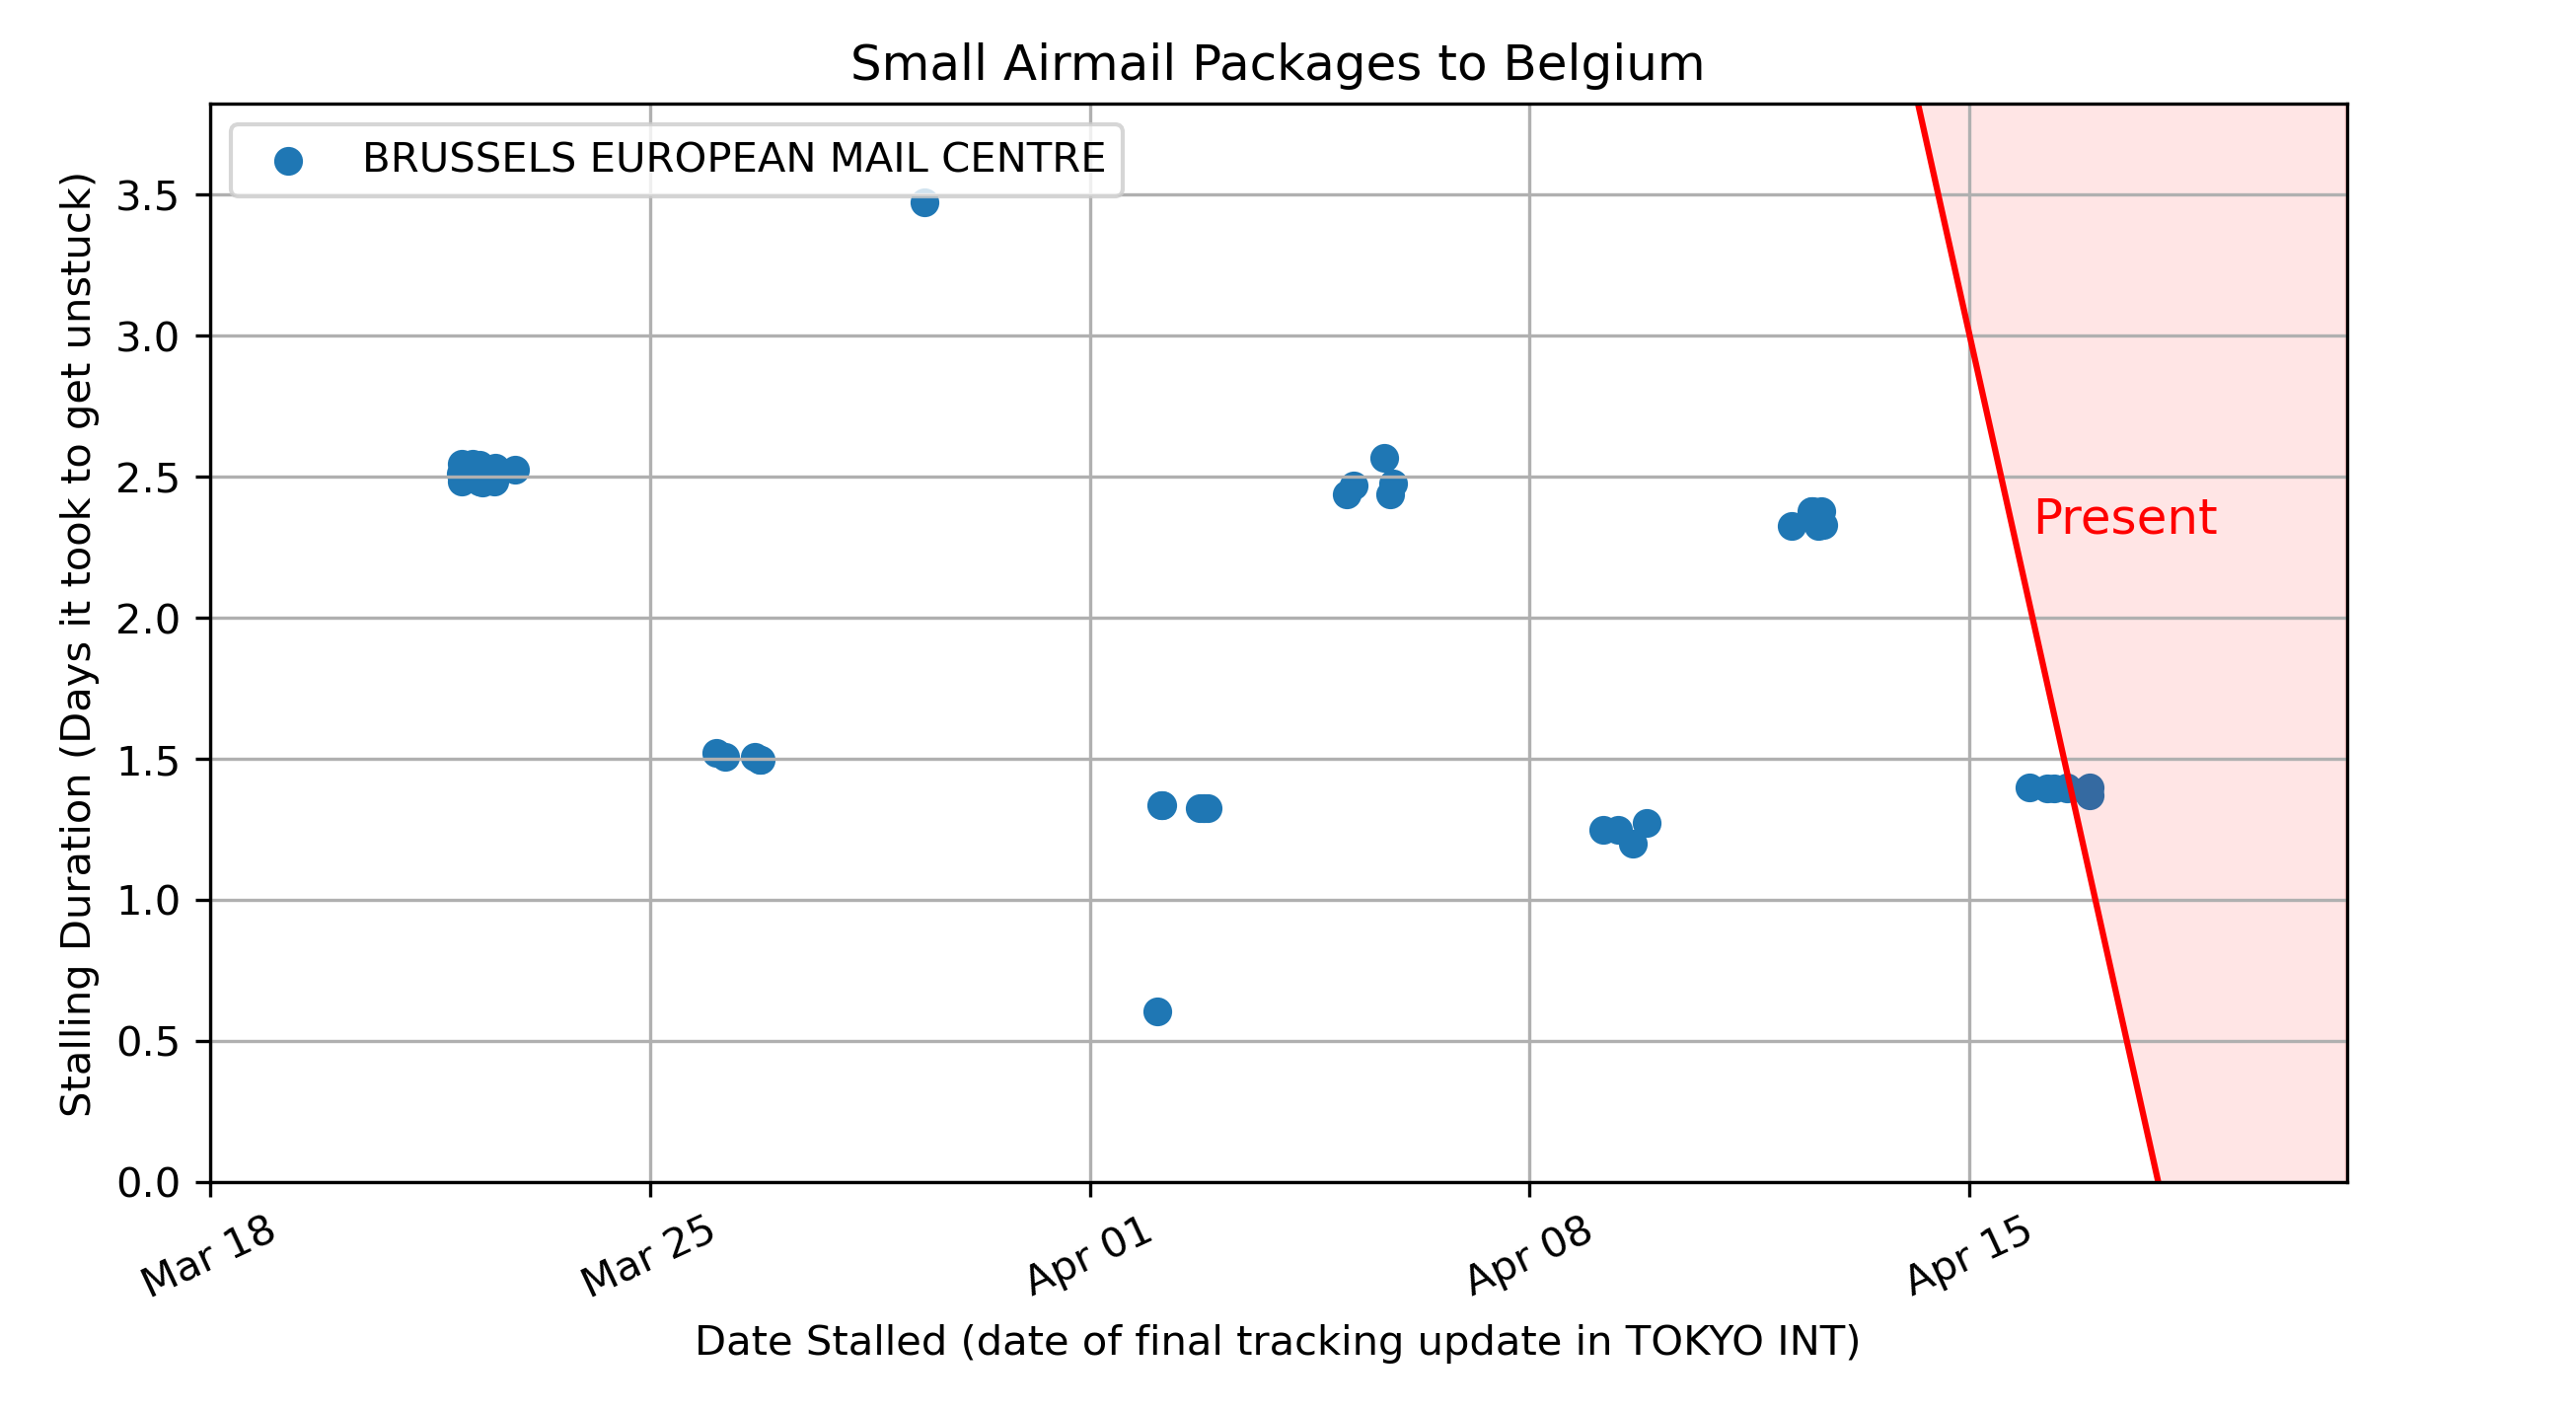 Small Airmail Packages to Belgium
BRUSSELS EUROPEAN MAIL CENTRE
Stalling Duration (Days it took to get unstuck)
3.5
3.0
2.5
2.0
1.5
1.0
0.5
0.0
Present
Mar 18
Mar 25
Apr 01
Apr 08
Apr 15
Date Stalled (date of final tracking update in TOKYO INT)